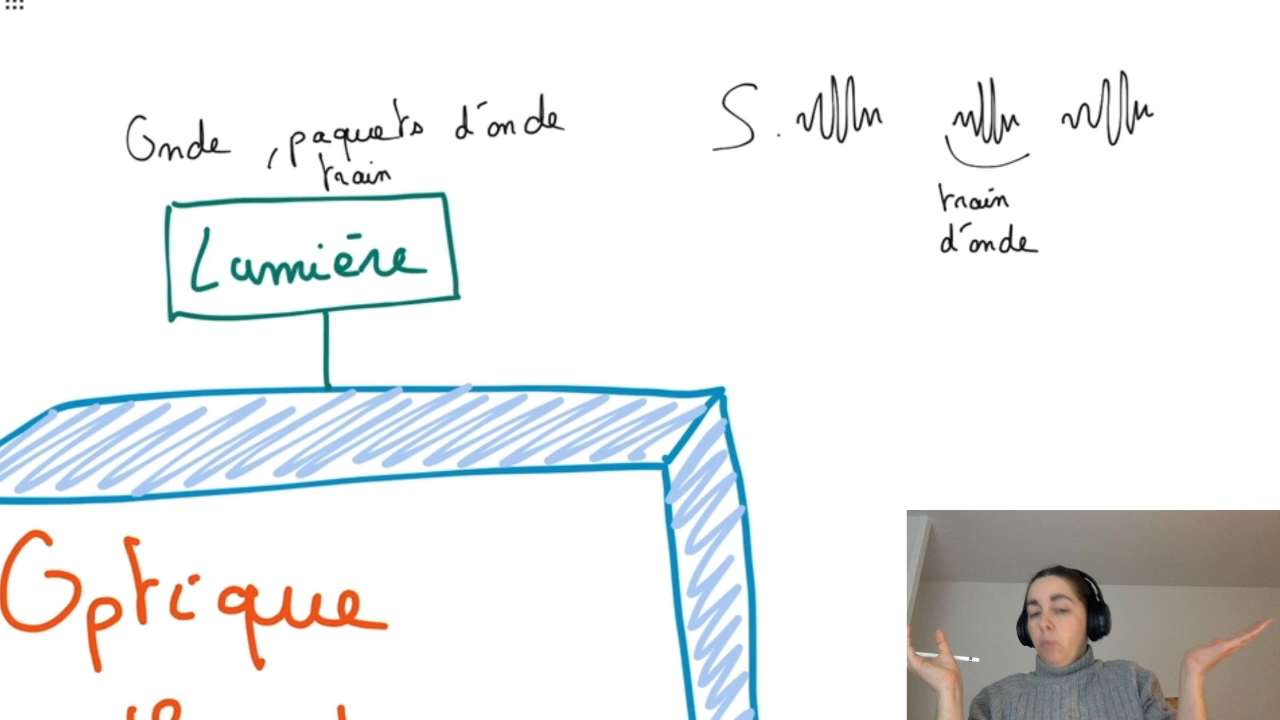 Onde, paquets d'onde
train
S.
train
d'onde
Lumière
Optique